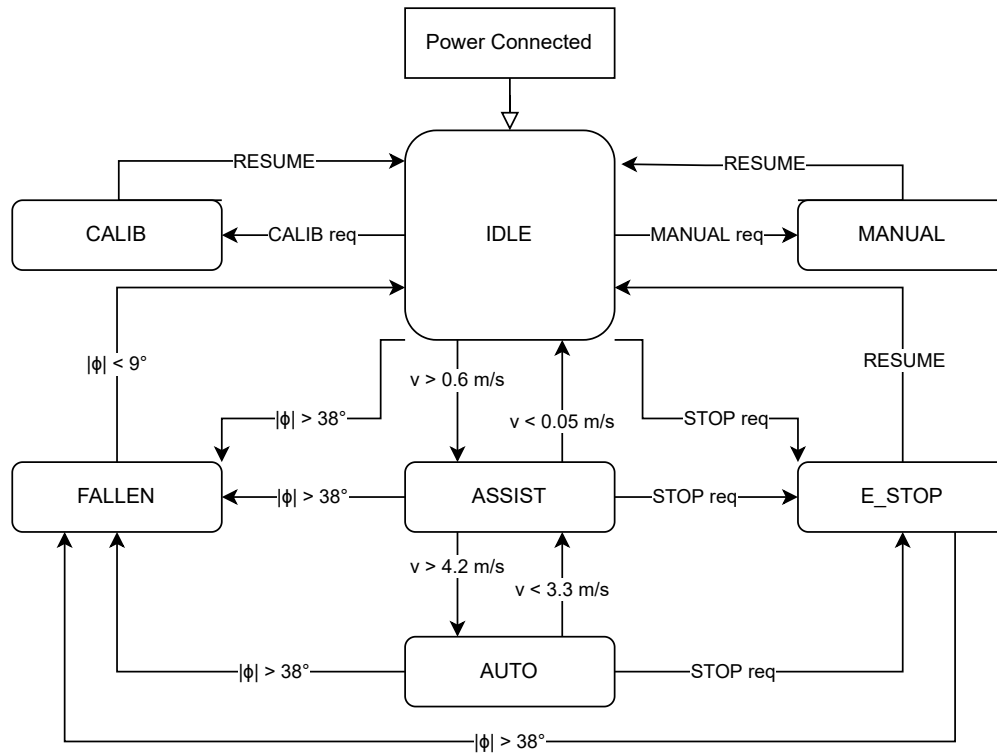 Power Connected
RESUME
RESUME
CALIB
CALIB req
IDLE
MANUAL req
MANUAL
|ϕ| < 9°
RESUME
v > 0.6 m/s
|ϕ| > 38°
v < 0.05 m/s
STOP req
FALLEN
|ϕ| > 38°
ASSIST
STOP req
E_STOP
v > 4.2 m/s
v < 3.3 m/s
|ϕ| > 38°
AUTO
STOP req
|ϕ| > 38°